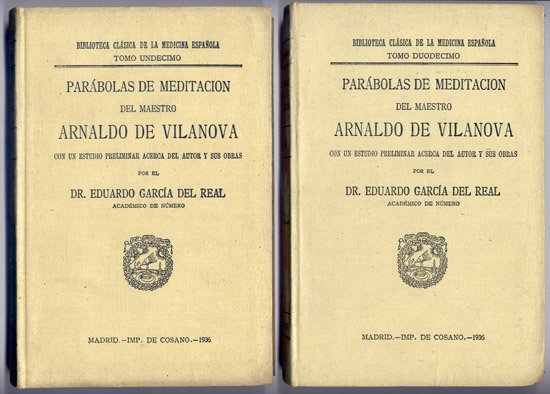 BIBLIOTECA CLÁSICA DE LA MEDICINA ESPAÑOLA
TOMO UNDECIMO
PARÁBOLAS DE MEDITACION
DEL MAESTRO
ARNALDO DE VILANOVA
CON UN ESTUDIO PRELIMINAR ACERCA DEL AUTOR Y SUS OBRAS
POR EL
DR. EDUARDO GARCÍA DEL REAL
ACADÉMICO DE NÚMERO
MADRID.—IMP. DE COSANO.—1936
BIBLIOTECA CLÁSICA DE LA MEDICINA ESPAÑOLA
TOMO DUODECIMO
PARÁBOLAS DE MEDITACION
DEL MAESTRO
ARNALDO DE VILANOVA
CON UN ESTUDIO PRELIMINAR ACERCA DEL AUTOR Y SUS OBRAS
POR EL
DR. EDUARDO GARCÍA DEL REAL
ACADÉMICO DE NÚMERO
MADRID.—IMP. DE COSANO.—1936